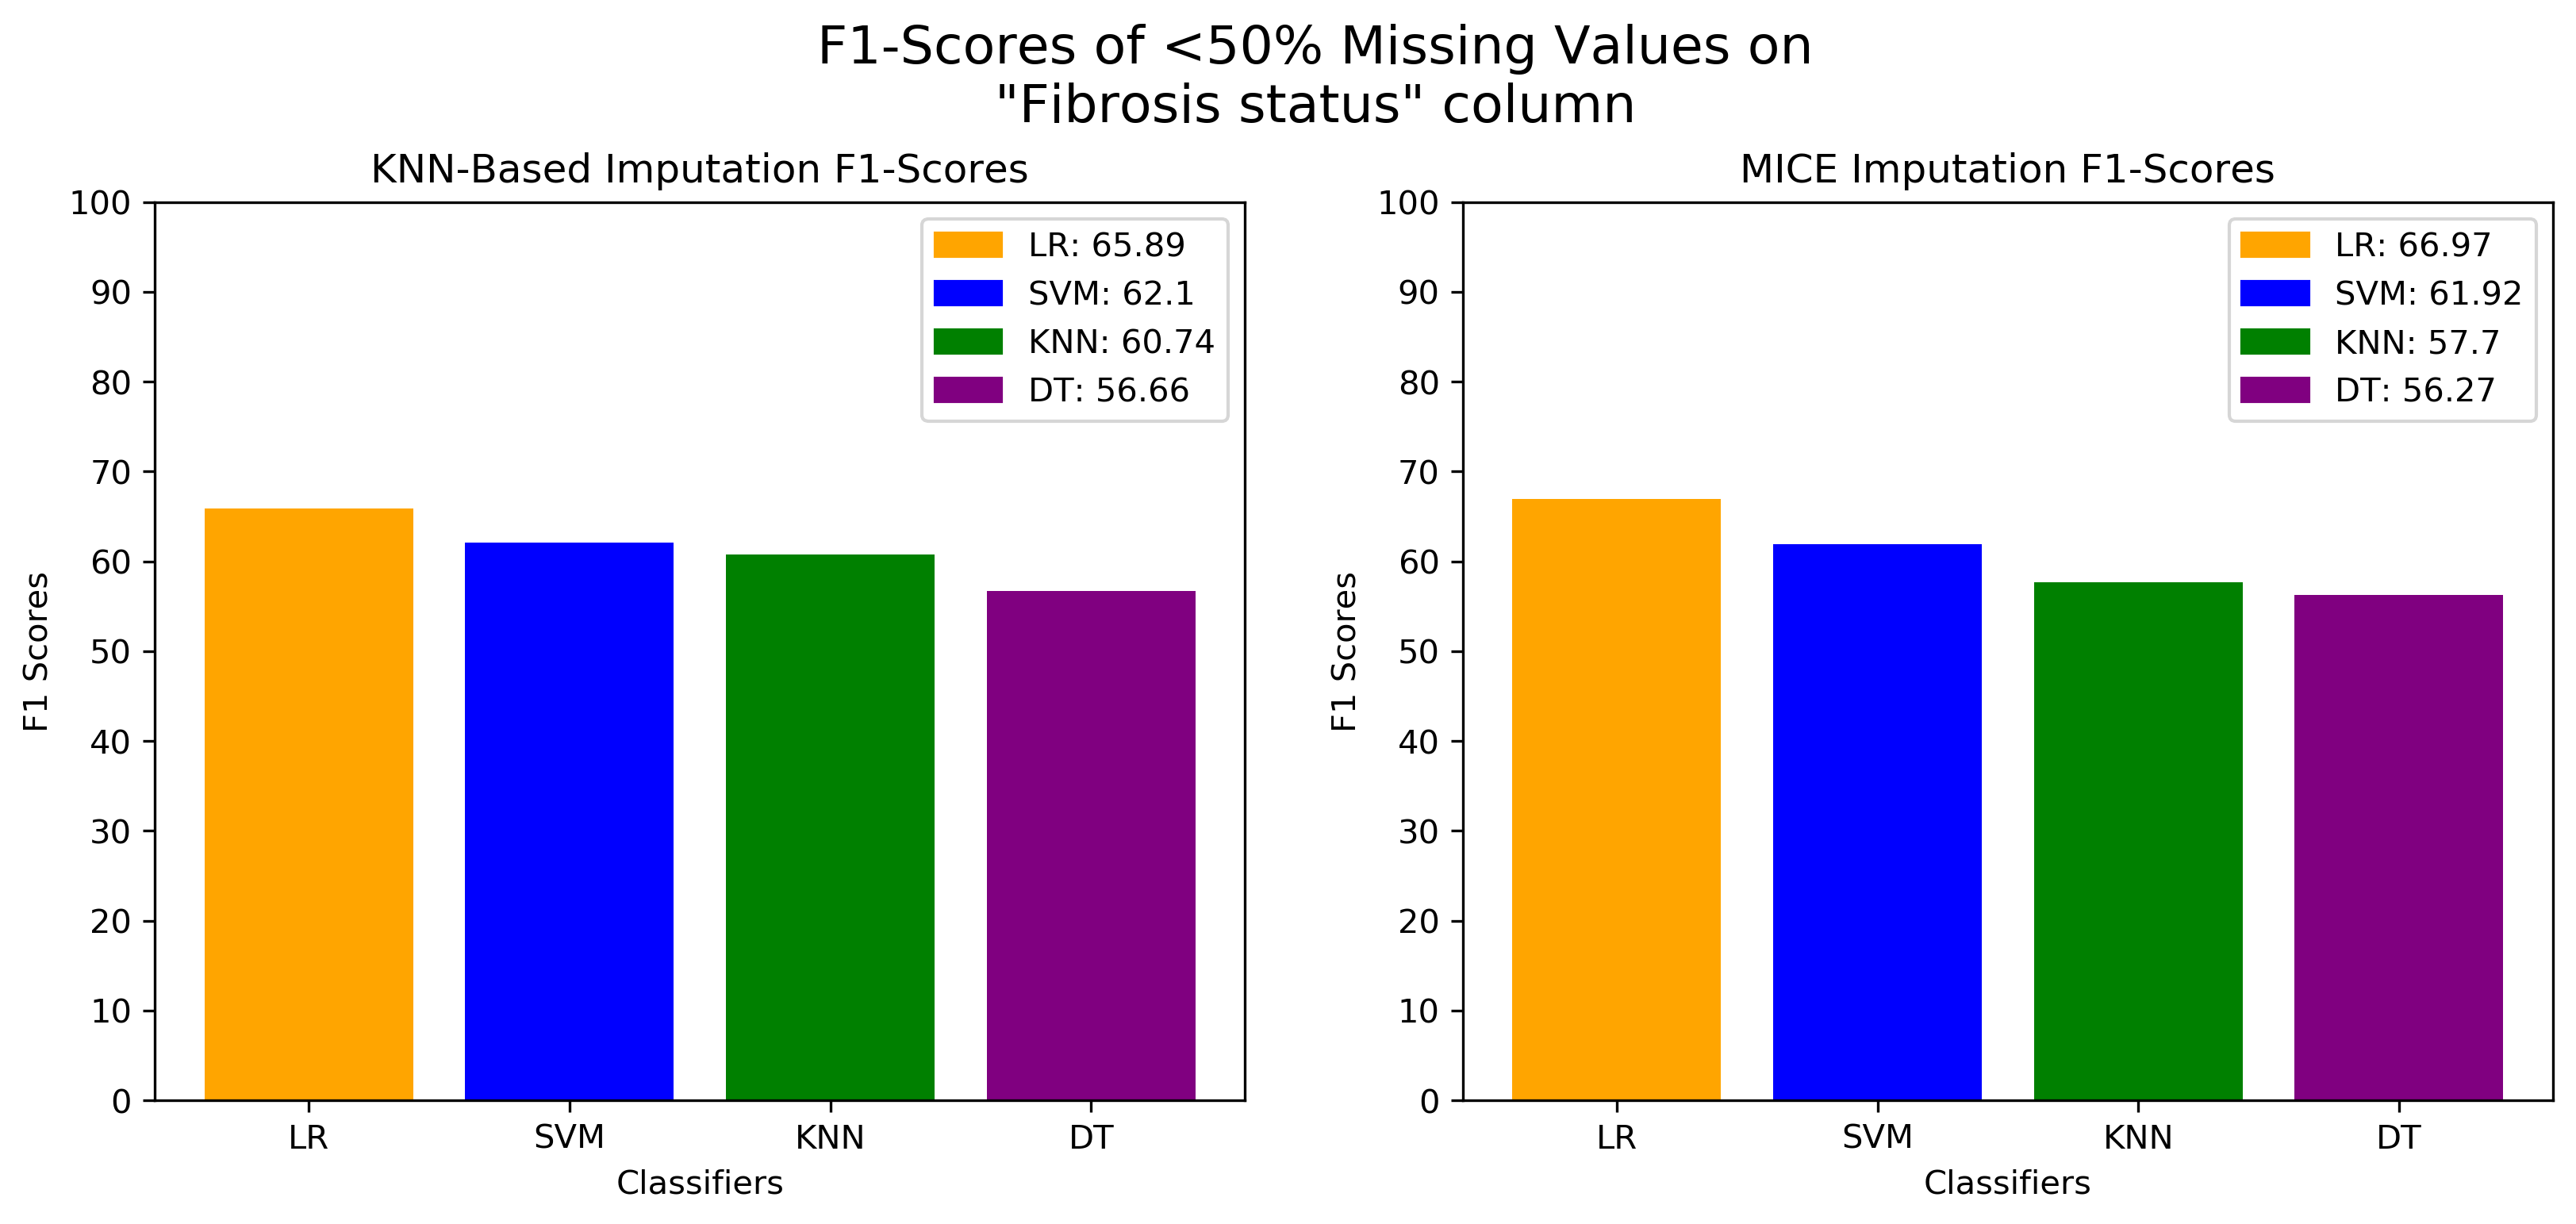 F1-Scores of <50% Missing Values on
"Fibrosis status" column
KNN-Based Imputation F1-Scores
100
90
80
70
60
50
40
30
20
10
0
F1 Scores
LR: 65.89
SVM: 62.1
KNN: 60.74
DT: 56.66
LR SVM KNN DT
Classifiers
MICE Imputation F1-Scores
100
90
80
70
60
50
40
30
20
10
0
F1 Scores
LR: 66.97
SVM: 61.92
KNN: 57.7
DT: 56.27
LR SVM KNN DT
Classifiers